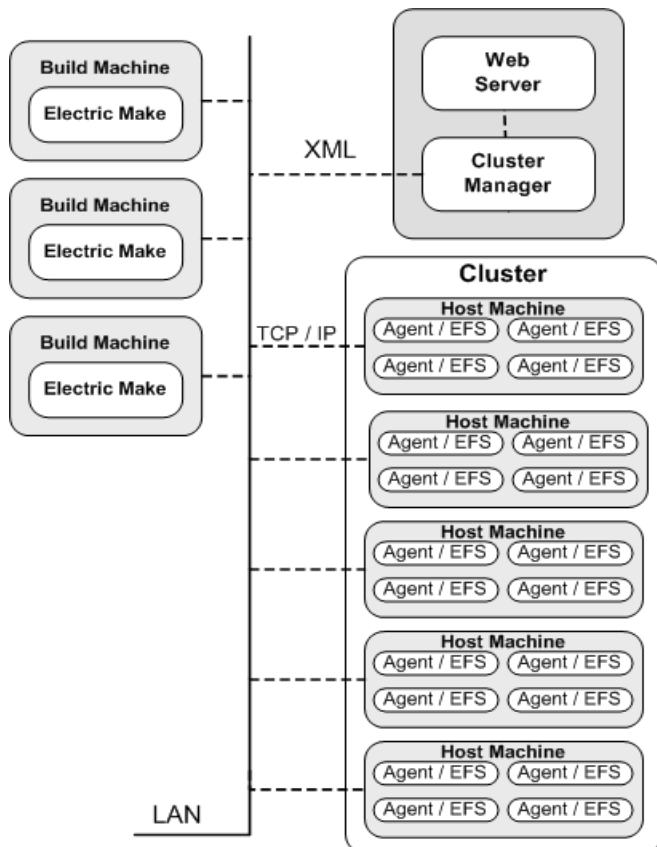 Build Machine
Electric Make
Build Machine
Electric Make
Build Machine
Electric Make
XML
Web
Server
Cluster
Manager
TCP / IP
LAN
Cluster
Host Machine
Agent / EFS Agent / EFS
Agent / EFS Agent / EFS
Host Machine
Agent / EFS Agent / EFS
Agent / EFS Agent / EFS
Host Machine
Agent / EFS Agent / EFS
Agent / EFS Agent / EFS
Host Machine
Agent / EFS Agent / EFS
Agent / EFS Agent / EFS
Host Machine
Agent / EFS Agent / EFS
Agent / EFS Agent / EFS